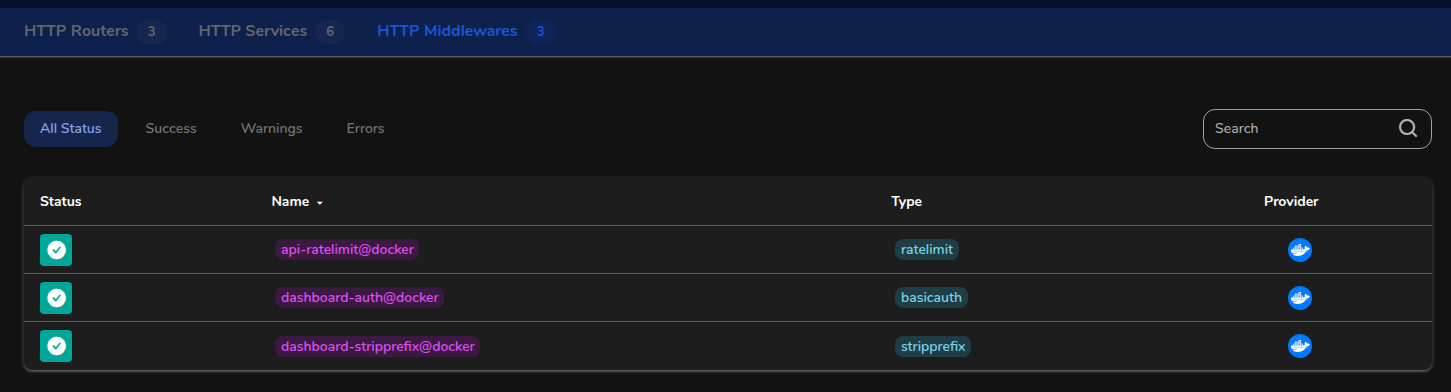 HTTP Routers 3 HTTP Services 6 HTTP Middlewares 3
All Status Success Warnings Errors Search
Status Name Type Provider
api-ratelimit@docker ratelimit
dashboard-auth@docker basicauth
dashboard-stripprefix@docker stripprefix